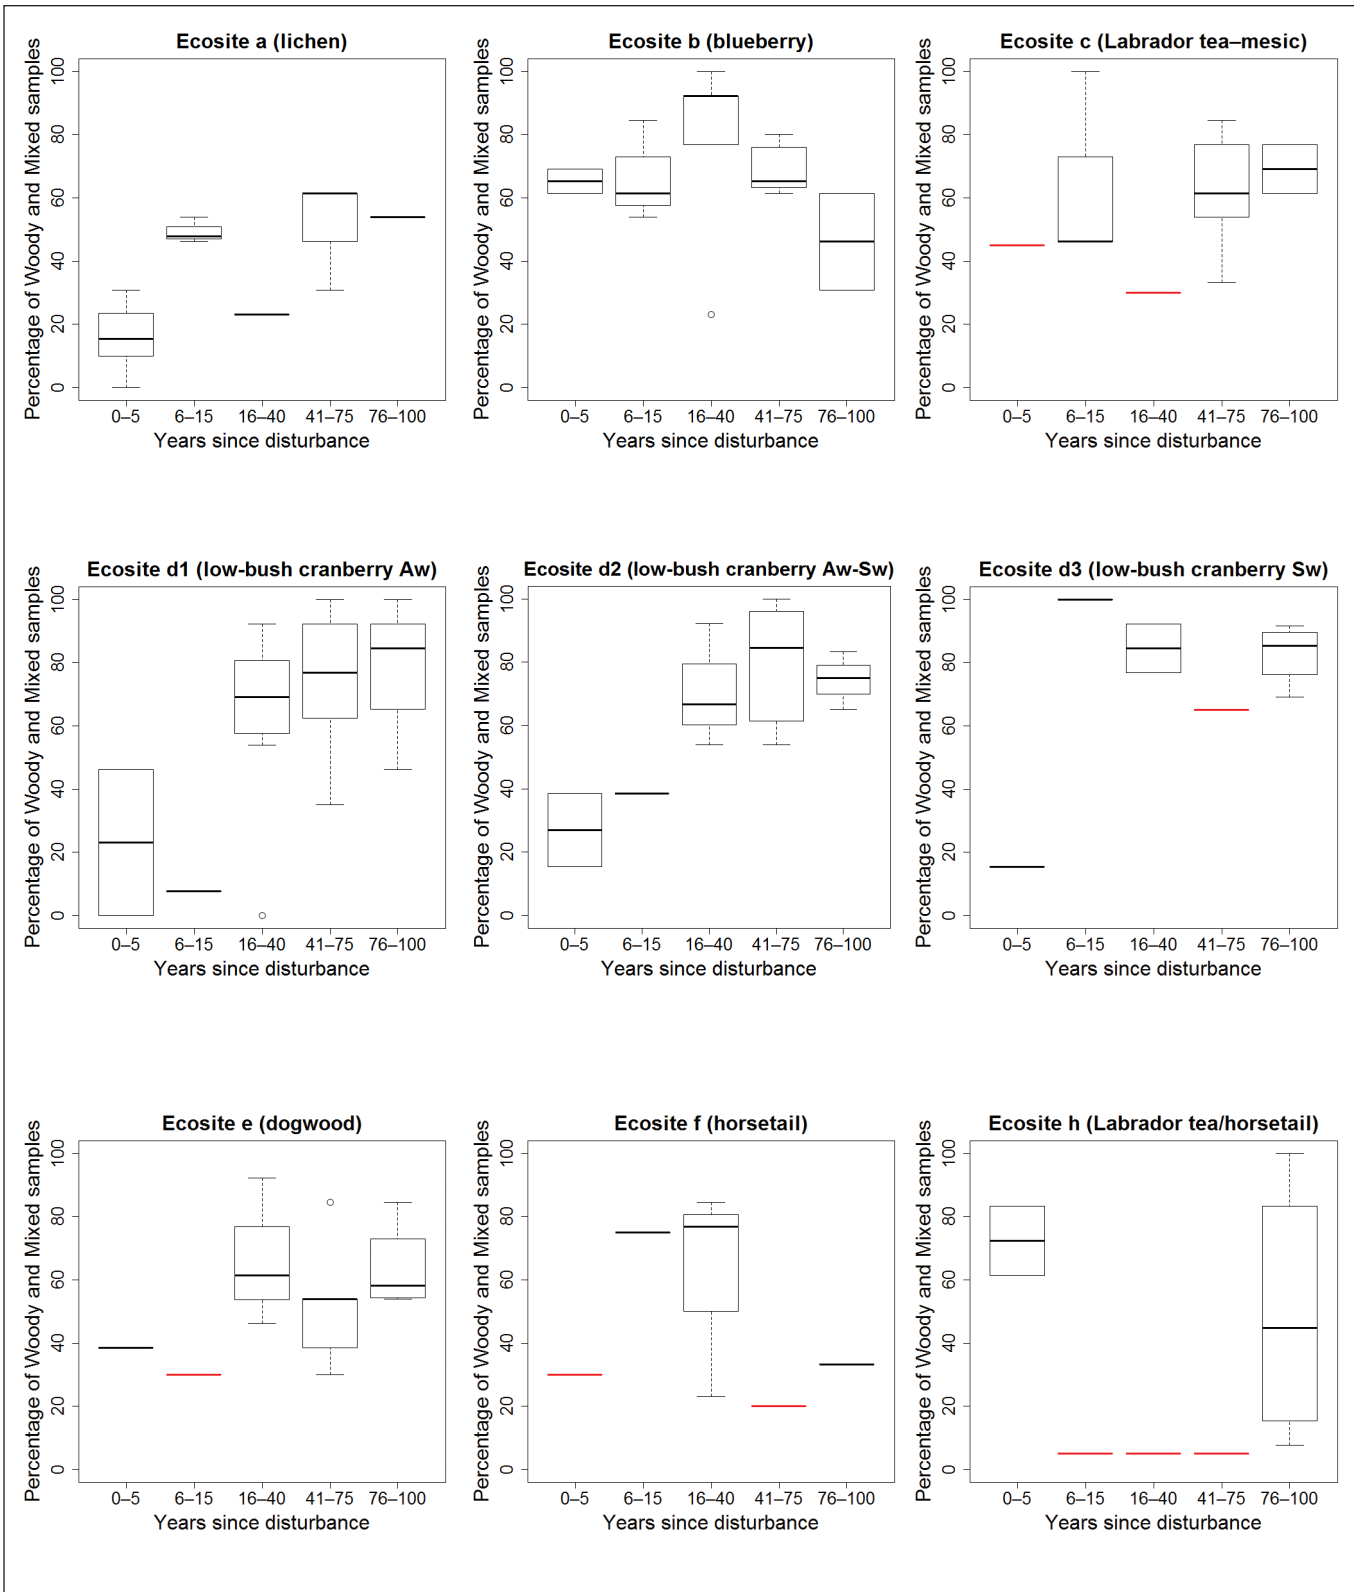 Ecosite a (lichen)
Percentage of Woody and Mixed samples
100
80
60
40
20
0
0–5 6–15 16–40 41–75 76–100
Years since disturbance
Ecosite b (blueberry)
Percentage of Woody and Mixed samples
100
80
60
40
20
0
0–5 6–15 16–40 41–75 76–100
Years since disturbance
Ecosite c (Labrador tea–mesic)
Percentage of Woody and Mixed samples
100
80
60
40
20
0
0–5 6–15 16–40 41–75 76–100
Years since disturbance
Ecosite d1 (low-bush cranberry Aw)
Percentage of Woody and Mixed samples
100
80
60
40
20
0
0–5 6–15 16–40 41–75 76–100
Years since disturbance
Ecosite d2 (low-bush cranberry Aw-Sw)
Percentage of Woody and Mixed samples
100
80
60
40
20
0
0–5 6–15 16–40 41–75 76–100
Years since disturbance
Ecosite d3 (low-bush cranberry Sw)
Percentage of Woody and Mixed samples
100
80
60
40
20
0
0–5 6–15 16–40 41–75 76–100
Years since disturbance
Ecosite e (dogwood)
Percentage of Woody and Mixed samples
100
80
60
40
20
0
0–5 6–15 16–40 41–75 76–100
Years since disturbance
Ecosite f (horsetail)
Percentage of Woody and Mixed samples
100
80
60
40
20
0
0–5 6–15 16–40 41–75 76–100
Years since disturbance
Ecosite h (Labrador tea/horsetail)
Percentage of Woody and Mixed samples
100
80
60
40
20
0
0–5 6–15 16–40 41–75 76–100
Years since disturbance